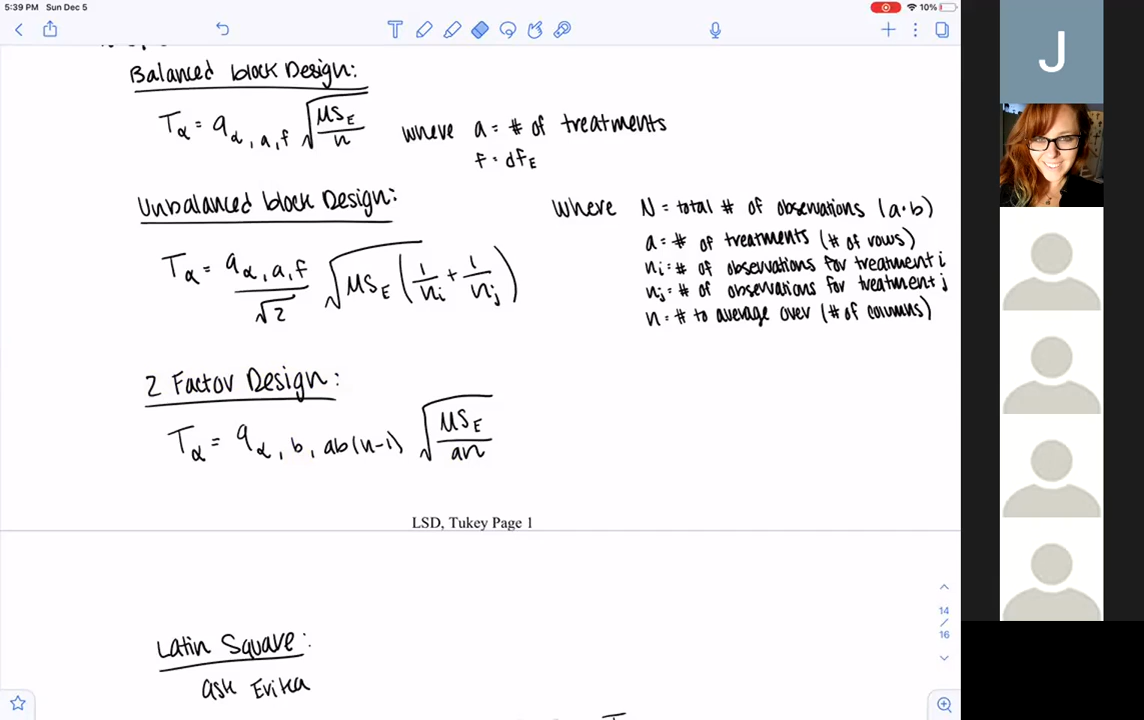 5:39 PM Sun Dec 5
10%
T
J
Balanced block Design:
Tα = qα, a, f √(MSE/n) where a = # of treatments
f = dfE
Unbalanced block Design:
where N = total # of observations (a·b)
a = # of treatments (# of rows)
Tα = qα, a, f/√2 √(MSE(1/ni + 1/nj))
ni = # of observations for treatment i
nj = # of observations for treatment j
n = # to average over (# of columns)
2 Factor Design:
Tα = qα, b, ab(n-1) √(MSE/an)
LSD, Tukey Page 1
14
/
16
Latin Square:
ask Erika